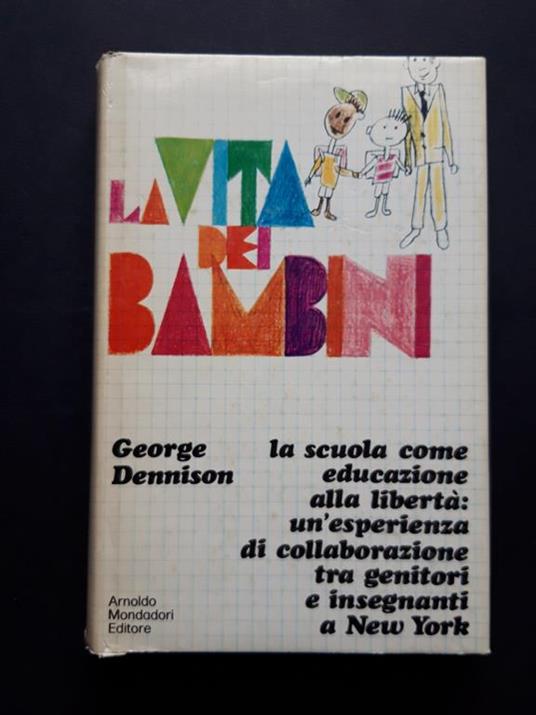 LA VITA
DEI
BAMBINI
George
Dennison
la scuola come
educazione
alla libertà:
un'esperienza
di collaborazione
tra genitori
e insegnanti
a New York
Arnoldo
Mondadori
Editore